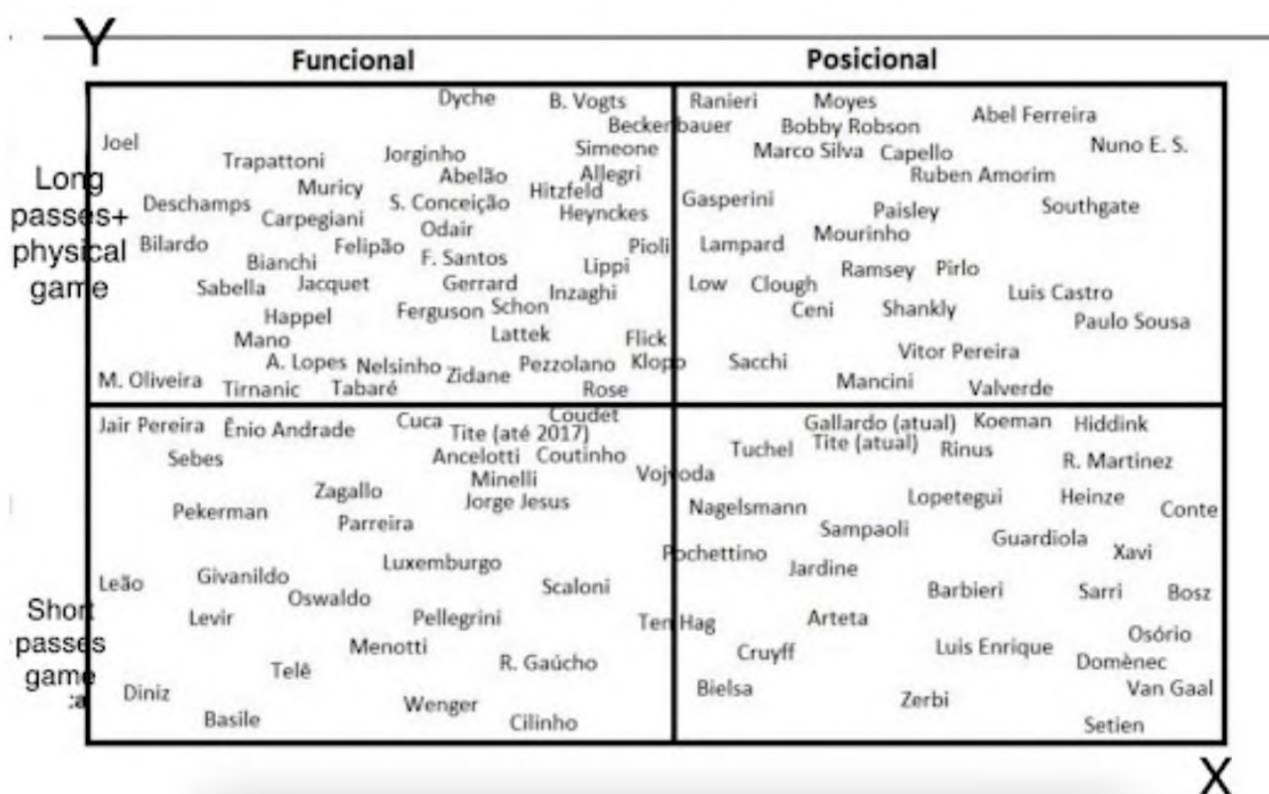 Y
Funcional Posicional
Dyche B. Vogts Ranieri Moyes
Abel Ferreira
Beckenbauer Bobby Robson
Joel Nuno E. S.
Trapattoni Jorginho Simeone Marco Silva Capello
Long
Abelão Allegri Ruben Amorim
Muricy Hitzfeld
Deschamps S. Conceição Gasperini Southgate
passes+
Carpegiani Heynckes Paisley
Odair Mourinho
Bilardo Felipão Pioli Lampard
physical
Bianchi F. Santos Lippi Ramsey Pirlo
game
Sabella Jacquet Gerrard Inzaghi Low Clough Luis Castro
Happel Ferguson Schon Ceni Shankly Paulo Sousa
Mano Lattek Flick
A. Lopes Nelsinho Pezzolano Klopp Sacchi Vitor Pereira
M. Oliveira Zidane Mancini
Tirnanic Tabaré Rose Valverde
Jair Pereira Ênio Andrade Cuca Coudet Gallardo (atual) Koeman Hiddink
Tite (até 2017) Tite (atual)
Sebes Ancelotti Coutinho Tuchel Rinus R. Martinez
Minelli Vojvoda
Zagallo Jorge Jesus Nagelsmann Lopetegui Heinze
Pekerman Parreira Sampaoli Conte
Guardiola
Luxemburgo Pochettino Xavi
Leão Givanildo Scaloni Jardine
Oswaldo Barbieri Sarri Bosz
Short
Levir Pellegrini Ten Hag Arteta
passes
Menotti Cruyff Luis Enrique Osório
game
Telê R. Gaúcho Domènec
Diniz Bielsa Van Gaal
:a
Wenger Zerbi
Basile Cilinho Setien
X